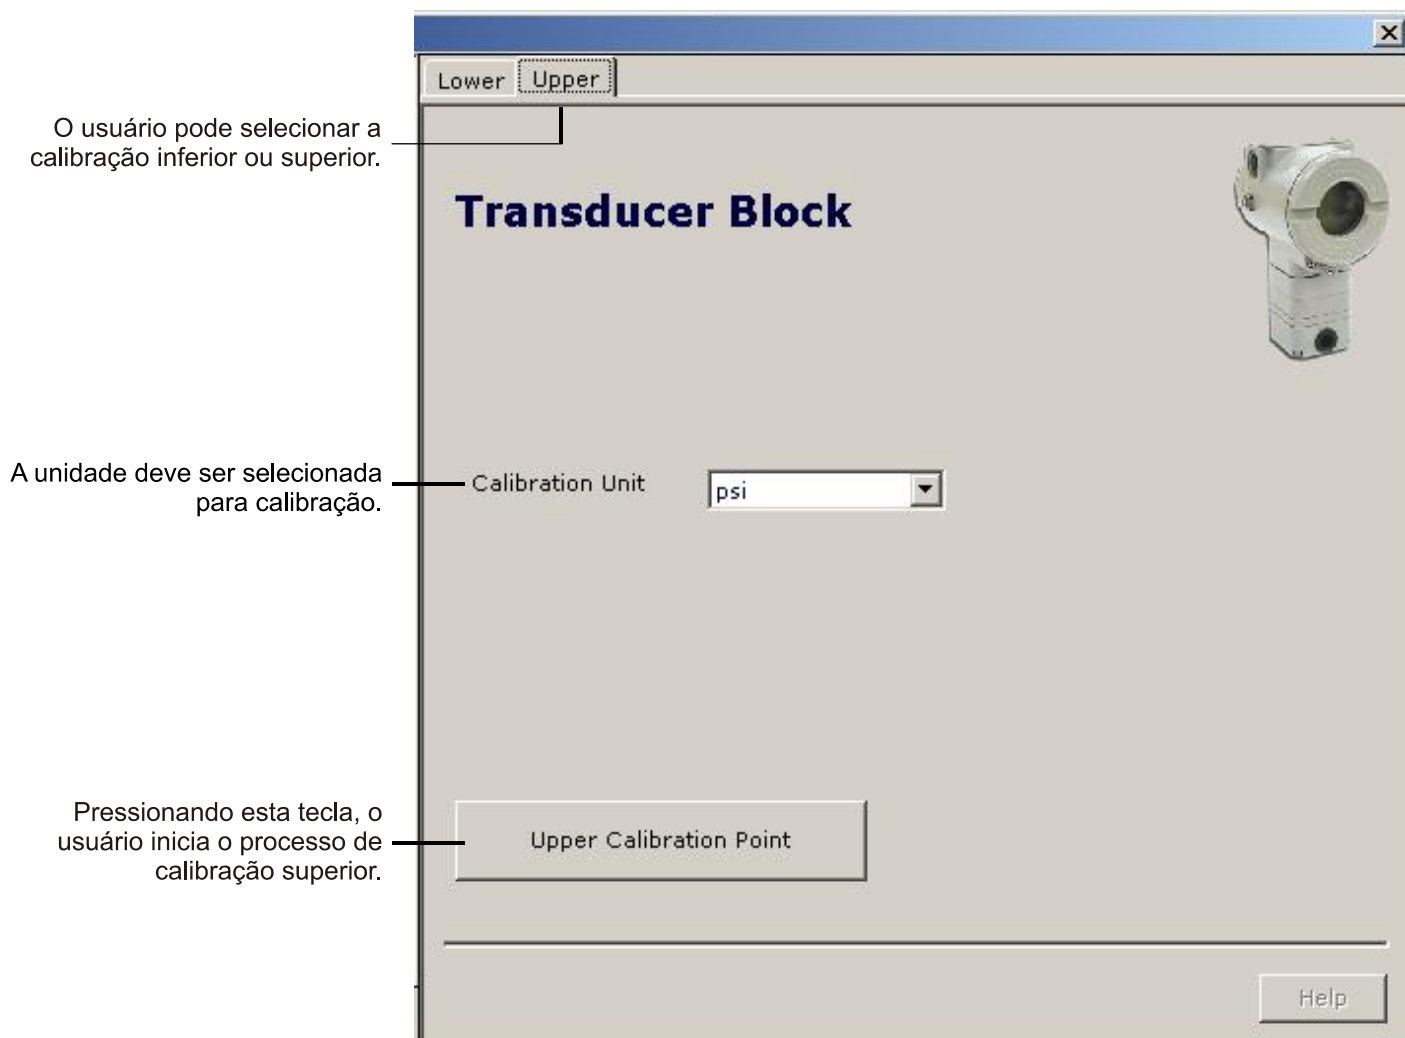 Lower Upper
O usuário pode selecionar a
calibração inferior ou superior.
Transducer Block
A unidade deve ser selecionada
para calibração.
Calibration Unit psi
Pressionando esta tecla, o
usuário inicia o processo de
calibração superior.
Upper Calibration Point
Help